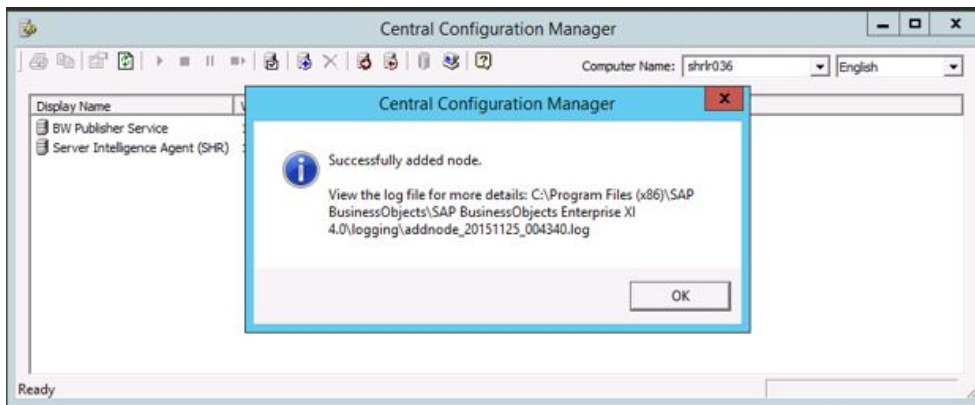 Central Configuration Manager
Computer Name: shrlr036 English
Display Name V
BW Publisher Service
Server Intelligence Agent (SHR)
Central Configuration Manager
Successfully added node.
View the log file for more details: C:\Program Files (x86)\SAP
BusinessObjects\SAP BusinessObjects Enterprise XI
4.0\logging\addnode_20151125_004340.log
OK
Ready